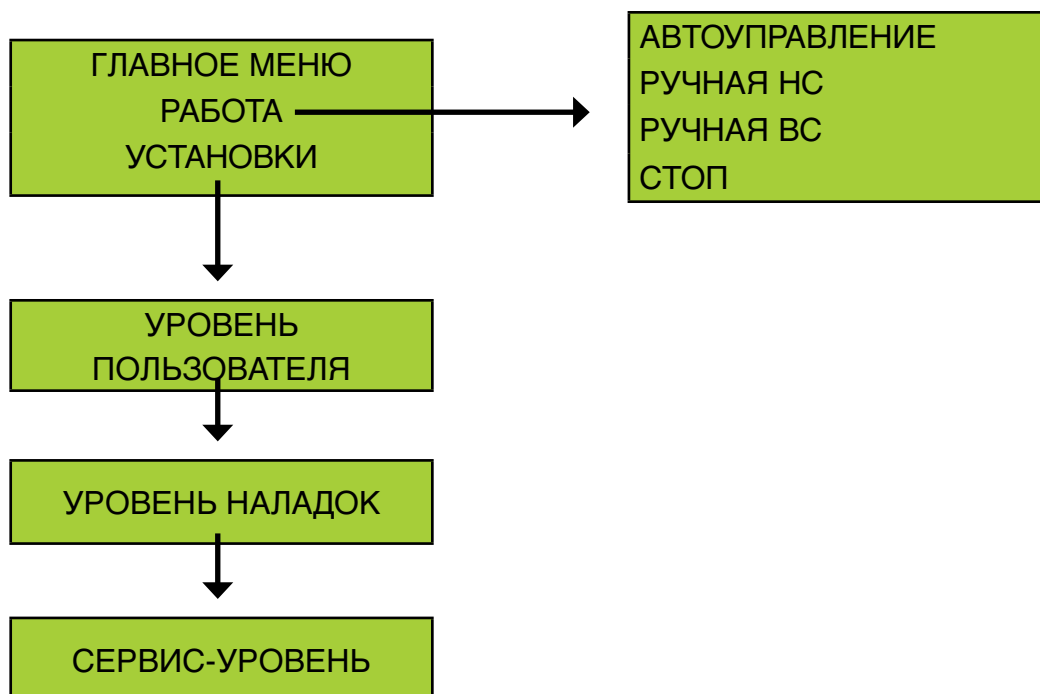 ГЛАВНОЕ МЕНЮ
РАБОТА
УСТАНОВКИ
АВТОУПРАВЛЕНИЕ
РУЧНАЯ НС
РУЧНАЯ ВС
СТОП
УРОВЕНЬ
ПОЛЬЗОВАТЕЛЯ
УРОВЕНЬ НАЛАДОК
СЕРВИС-УРОВЕНЬ